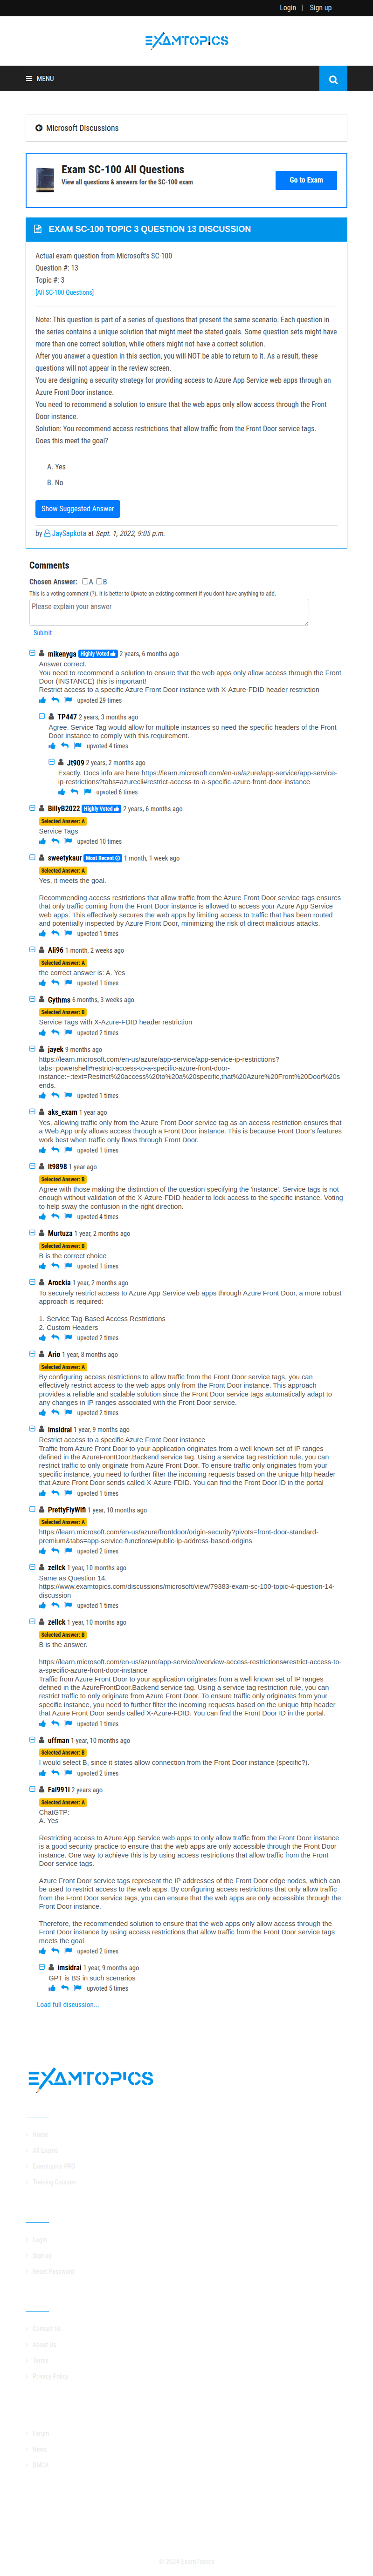 Login | Sign up
EXAMTOPICS
MENU
Microsoft Discussions
Exam SC-100 All Questions
View all questions & answers for the SC-100 exam
Go to Exam
EXAM SC-100 TOPIC 3 QUESTION 13 DISCUSSION
Actual exam question from Microsoft's SC-100
Question #: 13
Topic #: 3
[All SC-100 Questions]
Note: This question is part of a series of questions that present the same scenario. Each question in
the series contains a unique solution that might meet the stated goals. Some question sets might have
more than one correct solution, while others might not have a correct solution.
After you answer a question in this section, you will NOT be able to return to it. As a result, these
questions will not appear in the review screen.
You are designing a security strategy for providing access to Azure App Service web apps through an
Azure Front Door instance.
You need to recommend a solution to ensure that the web apps only allow access through the Front
Door instance.
Solution: You recommend access restrictions that allow traffic from the Front Door service tags.
Does this meet the goal?
A. Yes
B. No
Show Suggested Answer
by JaySapkota at Sept. 1, 2022, 9:05 p.m.
Comments
Chosen Answer: A B
This is a voting comment (?). It is better to Upvote an existing comment if you don't have anything to add.
Please explain your answer
Submit
mikenyga Highly Voted 2 years, 6 months ago
Answer correct.
You need to recommend a solution to ensure that the web apps only allow access through the Front
Door (INSTANCE) this is important!
Restrict access to a specific Azure Front Door instance with X-Azure-FDID header restriction
upvoted 29 times
TP447 2 years, 3 months ago
Agree. Service Tag would allow for multiple instances so need the specific headers of the Front
Door instance to comply with this requirement.
upvoted 4 times
Jt909 2 years, 2 months ago
Exactly. Docs info are here https://learn.microsoft.com/en-us/azure/app-service/app-service-
ip-restrictions?tabs=azurecli#restrict-access-to-a-specific-azure-front-door-instance
upvoted 6 times
BillyB2022 Highly Voted 2 years, 6 months ago
Selected Answer: A
Service Tags
upvoted 10 times
sweetykaur Most Recent 1 month, 1 week ago
Selected Answer: A
Yes, it meets the goal.
Recommending access restrictions that allow traffic from the Azure Front Door service tags ensures
that only traffic coming from the Front Door instance is allowed to access your Azure App Service
web apps. This effectively secures the web apps by limiting access to traffic that has been routed
and potentially inspected by Azure Front Door, minimizing the risk of direct malicious attacks.
upvoted 1 times
Ali96 1 month, 2 weeks ago
Selected Answer: A
the correct answer is: A. Yes
upvoted 1 times
Gythms 6 months, 3 weeks ago
Selected Answer: B
Service Tags with X-Azure-FDID header restriction
upvoted 2 times
jayek 9 months ago
https://learn.microsoft.com/en-us/azure/app-service/app-service-ip-restrictions?
tabs=powershell#restrict-access-to-a-specific-azure-front-door-
instance:~:text=Restrict%20access%20to%20a%20specific,that%20Azure%20Front%20Door%20s
ends.
upvoted 1 times
aks_exam 1 year ago
Yes, allowing traffic only from the Azure Front Door service tag as an access restriction ensures that
a Web App only allows access through a Front Door instance. This is because Front Door's features
work best when traffic only flows through Front Door.
upvoted 1 times
lt9898 1 year ago
Selected Answer: B
Agree with those making the distinction of the question specifying the 'instance'. Service tags is not
enough without validation of the X-Azure-FDID header to lock access to the specific instance. Voting
to help sway the confusion in the right direction.
upvoted 4 times
Murtuza 1 year, 2 months ago
Selected Answer: B
B is the correct choice
upvoted 1 times
Arockia 1 year, 2 months ago
To securely restrict access to Azure App Service web apps through Azure Front Door, a more robust
approach is required:
1. Service Tag-Based Access Restrictions
2. Custom Headers
upvoted 2 times
Ario 1 year, 8 months ago
Selected Answer: A
By configuring access restrictions to allow traffic from the Front Door service tags, you can
effectively restrict access to the web apps only from the Front Door instance. This approach
provides a reliable and scalable solution since the Front Door service tags automatically adapt to
any changes in IP ranges associated with the Front Door service.
upvoted 2 times
imsidrai 1 year, 9 months ago
Restrict access to a specific Azure Front Door instance
Traffic from Azure Front Door to your application originates from a well known set of IP ranges
defined in the AzureFrontDoor.Backend service tag. Using a service tag restriction rule, you can
restrict traffic to only originate from Azure Front Door. To ensure traffic only originates from your
specific instance, you need to further filter the incoming requests based on the unique http header
that Azure Front Door sends called X-Azure-FDID. You can find the Front Door ID in the portal
upvoted 1 times
PrettyFlyWifi 1 year, 10 months ago
Selected Answer: A
https://learn.microsoft.com/en-us/azure/frontdoor/origin-security?pivots=front-door-standard-
premium&tabs=app-service-functions#public-ip-address-based-origins
upvoted 2 times
zellck 1 year, 10 months ago
Same as Question 14.
https://www.examtopics.com/discussions/microsoft/view/79383-exam-sc-100-topic-4-question-14-
discussion
upvoted 1 times
zellck 1 year, 10 months ago
Selected Answer: B
B is the answer.
https://learn.microsoft.com/en-us/azure/app-service/overview-access-restrictions#restrict-access-to-
a-specific-azure-front-door-instance
Traffic from Azure Front Door to your application originates from a well known set of IP ranges
defined in the AzureFrontDoor.Backend service tag. Using a service tag restriction rule, you can
restrict traffic to only originate from Azure Front Door. To ensure traffic only originates from your
specific instance, you need to further filter the incoming requests based on the unique http header
that Azure Front Door sends called X-Azure-FDID. You can find the Front Door ID in the portal.
upvoted 1 times
uffman 1 year, 10 months ago
Selected Answer: B
I would select B, since it states allow connection from the Front Door instance (specific?).
upvoted 2 times
Fal991l 2 years ago
Selected Answer: A
ChatGTP:
A. Yes
Restricting access to Azure App Service web apps to only allow traffic from the Front Door instance
is a good security practice to ensure that the web apps are only accessible through the Front Door
instance. One way to achieve this is by using access restrictions that allow traffic from the Front
Door service tags.
Azure Front Door service tags represent the IP addresses of the Front Door edge nodes, which can
be used to restrict access to the web apps. By configuring access restrictions that only allow traffic
from the Front Door service tags, you can ensure that the web apps are only accessible through the
Front Door instance.
Therefore, the recommended solution to ensure that the web apps only allow access through the
Front Door instance by using access restrictions that allow traffic from the Front Door service tags
meets the goal.
upvoted 2 times
imsidrai 1 year, 9 months ago
GPT is BS in such scenarios
upvoted 5 times
Load full discussion...
EXAMTOPICS
Home
All Exams
Examtopics PRO
Training Courses
Login
Sign up
Reset Password
Contact Us
About Us
Terms
Privacy Policy
Forum
News
DMCA
© 2024 ExamTopics